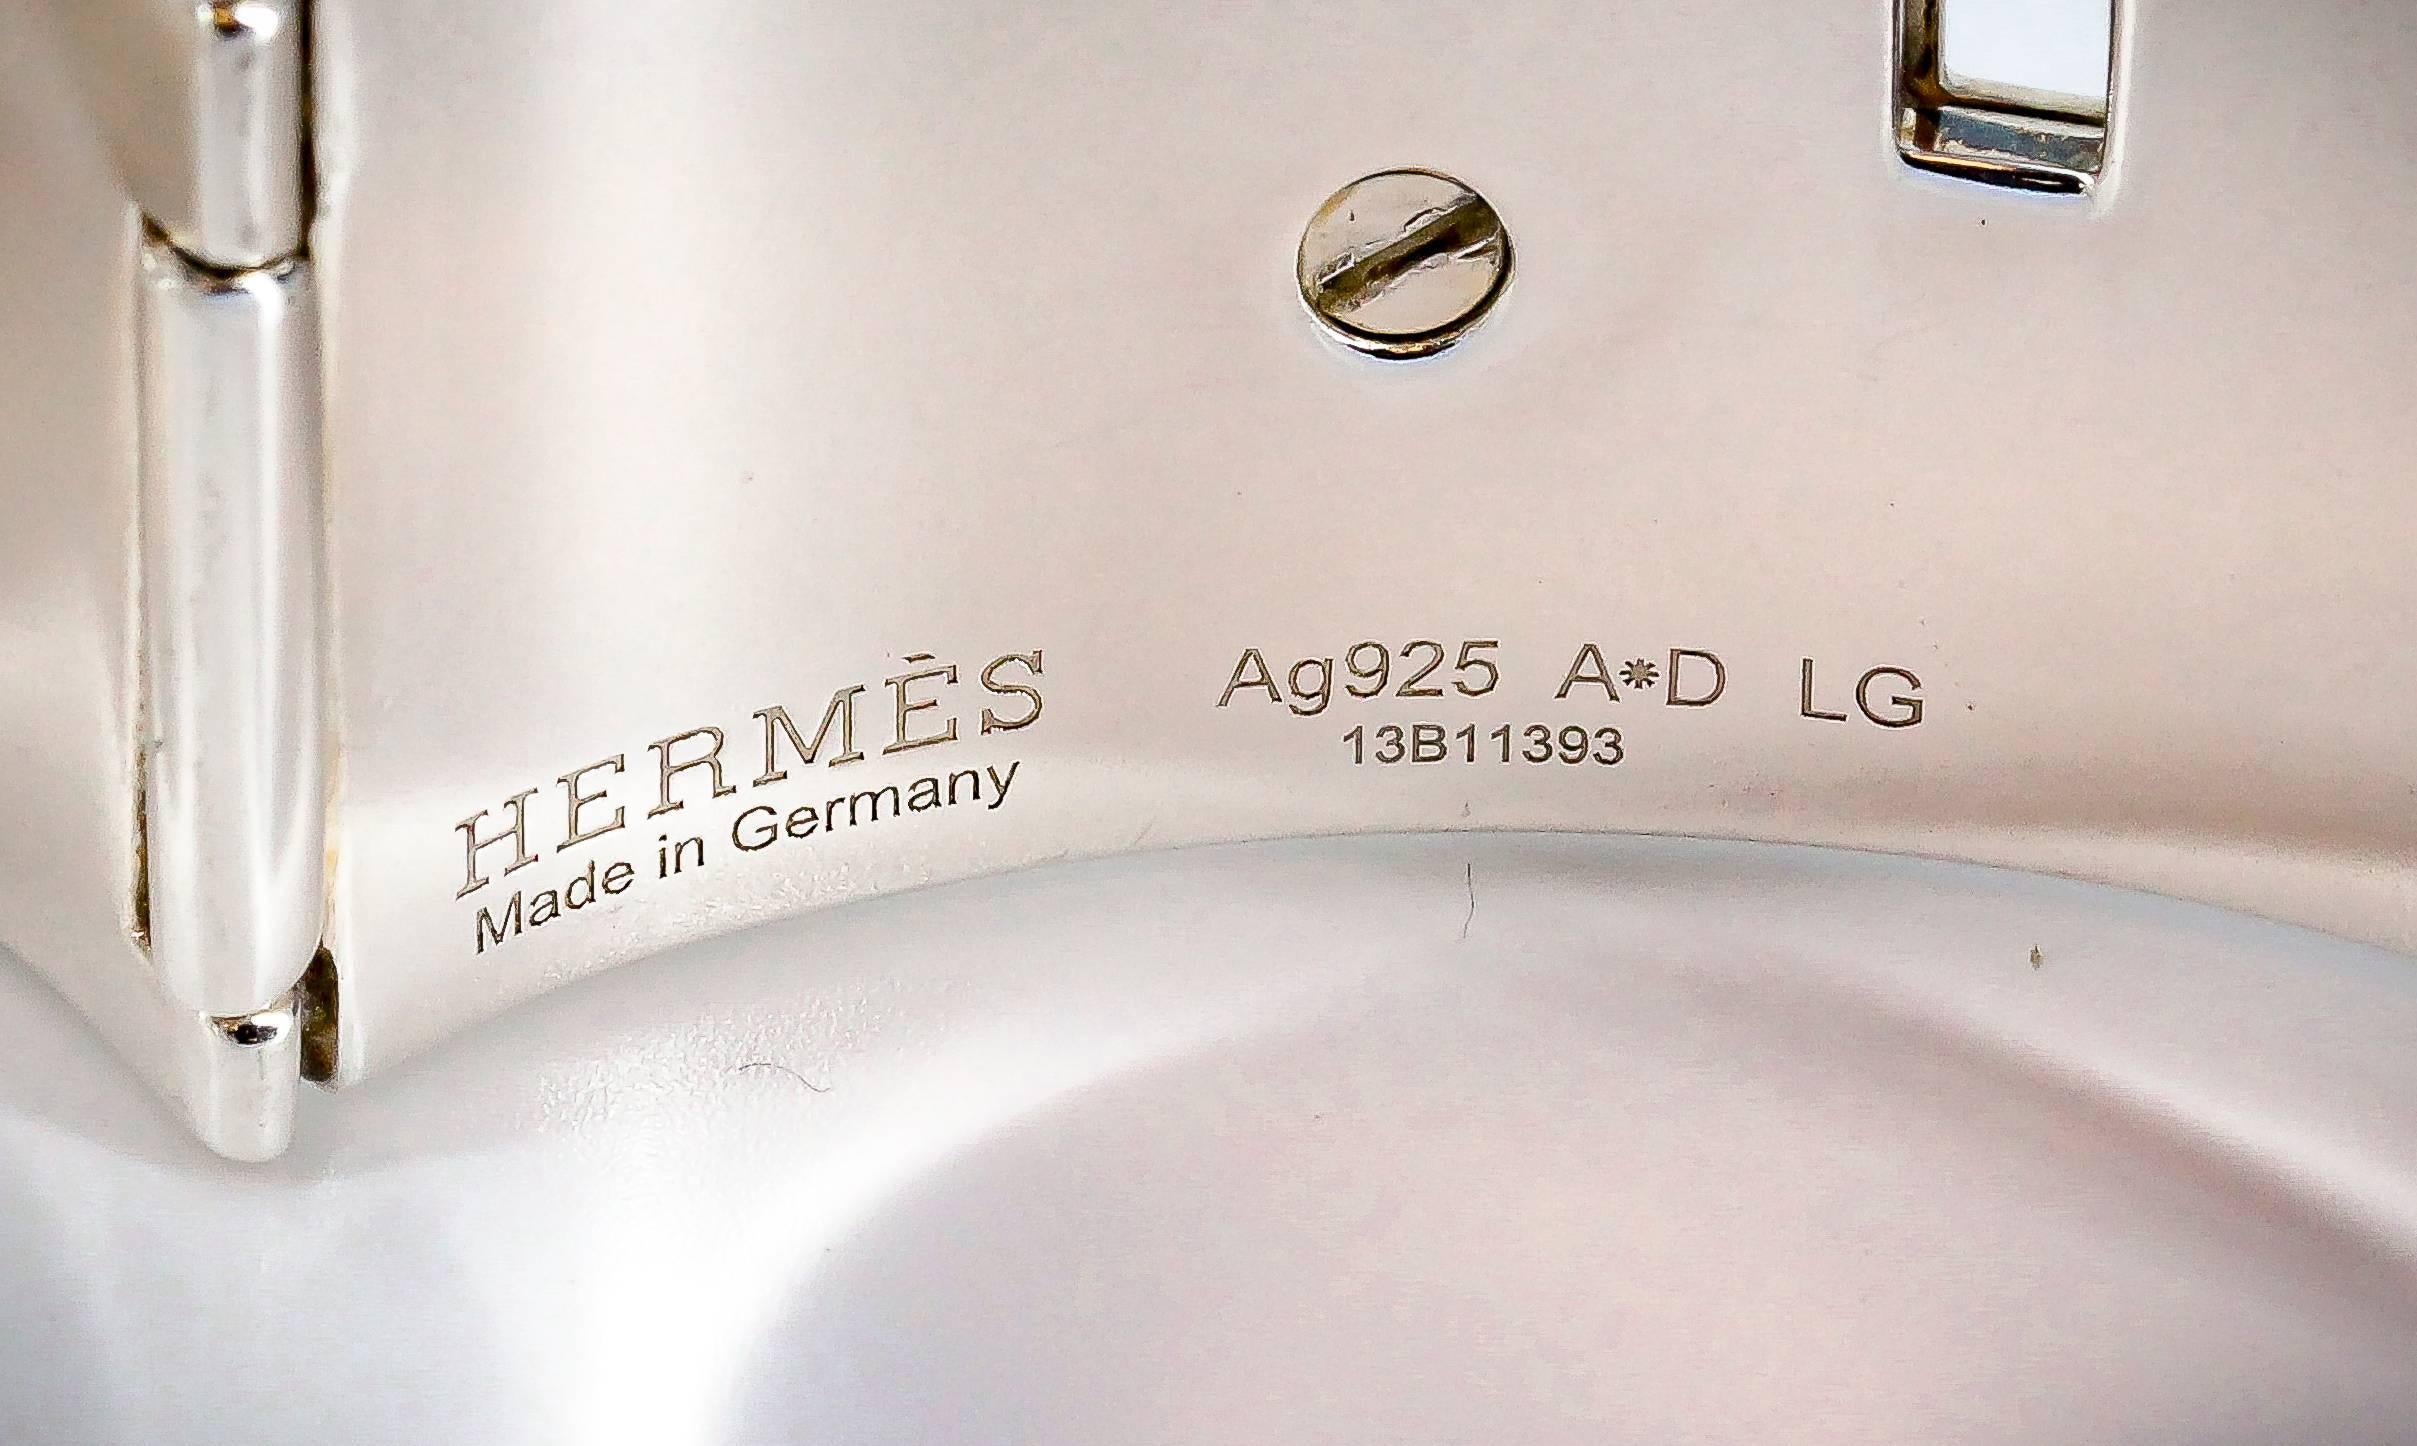 HERMÈS
Made in Germany
Ag925 A*D LG
13B11393